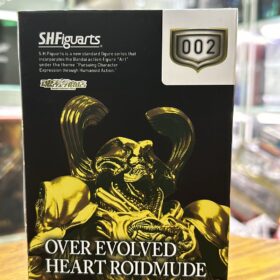 S.H.Figuarts
002
S.H.Figuarts is a new standard figure series that
incorporates the Bandai action figure "Art"
under the theme "Pursuing Character
Expression through Humanoid Action."
OVER EVOLVED
HEART ROIDMUDE